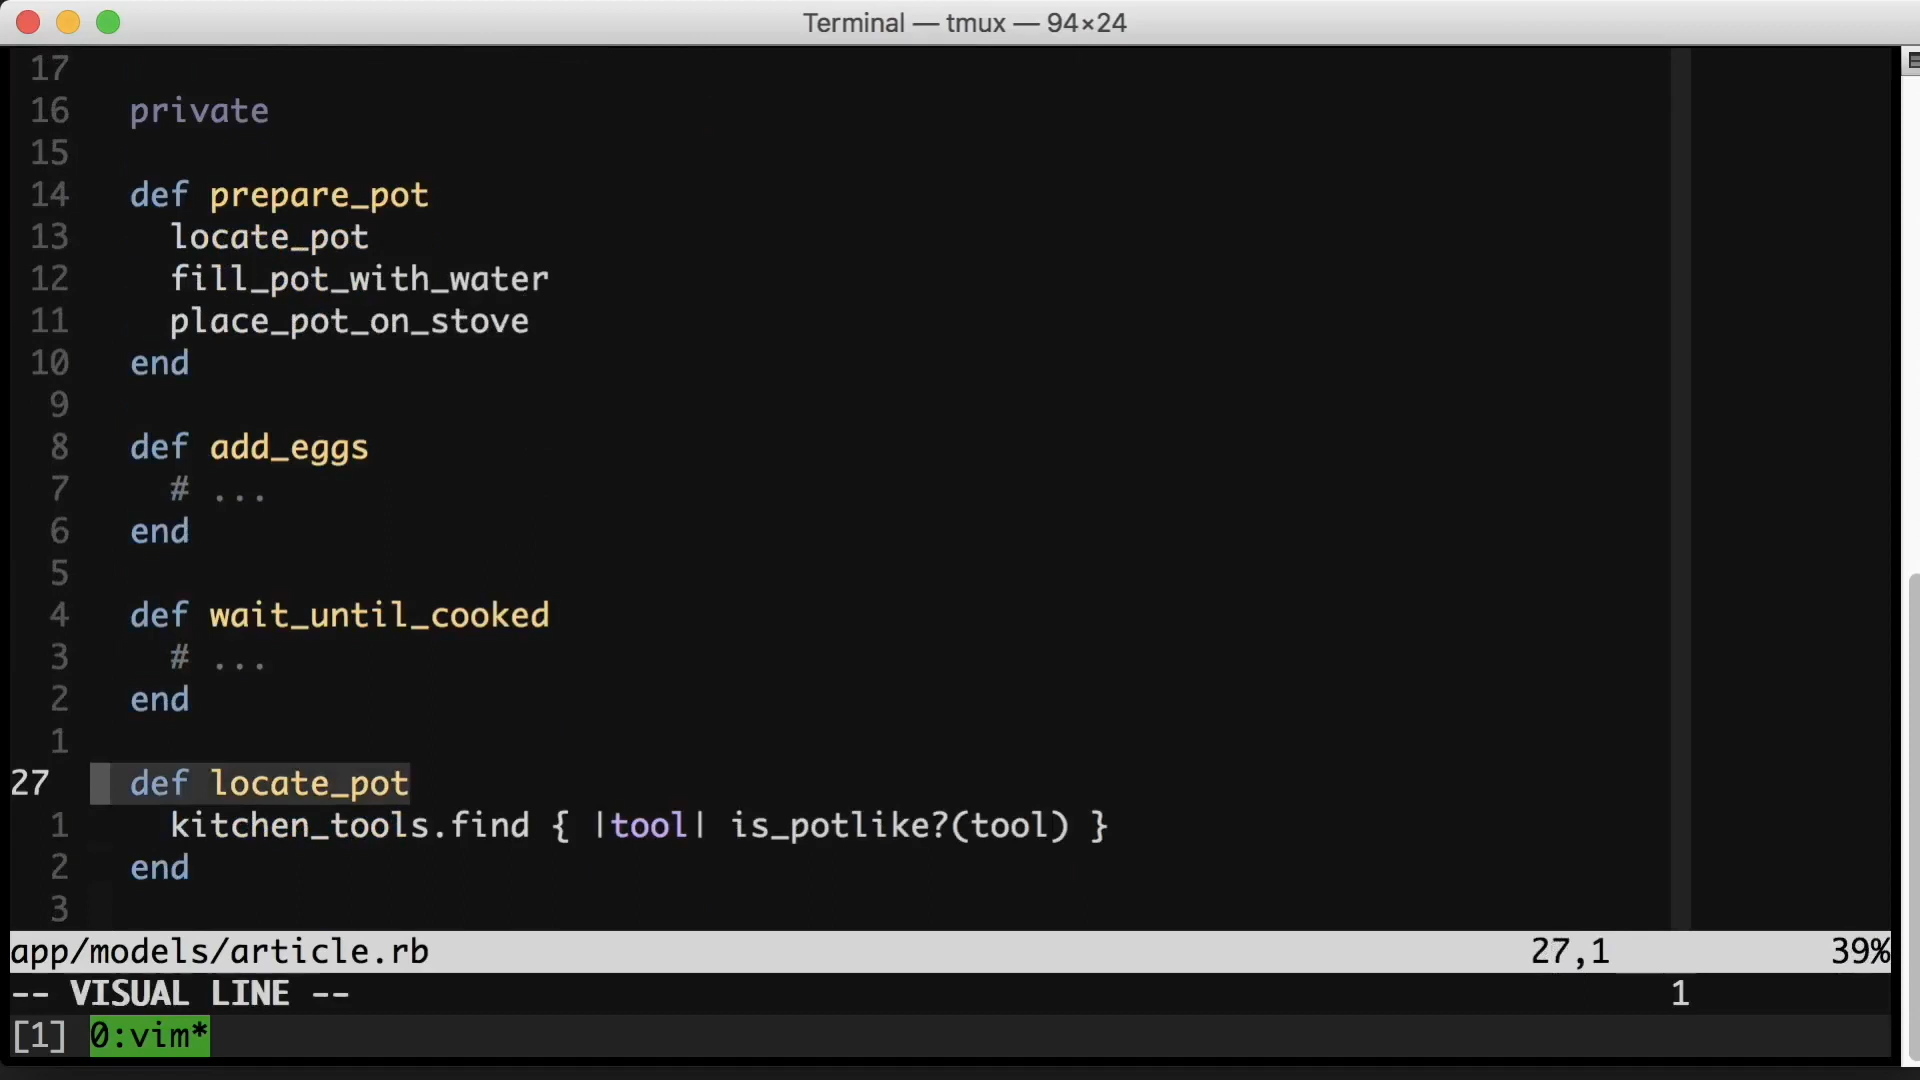 Terminal — tmux — 94×24
17
16 private
15
14 def prepare_pot
13 locate_pot
12 fill_pot_with_water
11 place_pot_on_stove
10 end
9
8 def add_eggs
7 # ...
6 end
5
4 def wait_until_cooked
3 # ...
2 end
1
27 def locate_pot
1 kitchen_tools.find { |tool| is_potlike?(tool) }
2 end
3
app/models/article.rb 27,1 39%
-- VISUAL LINE -- 1
[1] 0:vim*